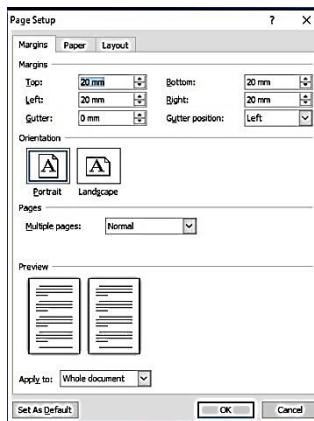 Page Setup ? X
Margins Paper Layout
Margins
Top: 20 mm Bottom: 20 mm
Left: 20 mm Right: 20 mm
Gutter: 0 mm Gutter position: Left
Orientation
A A
Portrait Landscape
Pages
Multiple pages: Normal
Preview
Apply to: Whole document
Set As Default OK Cancel